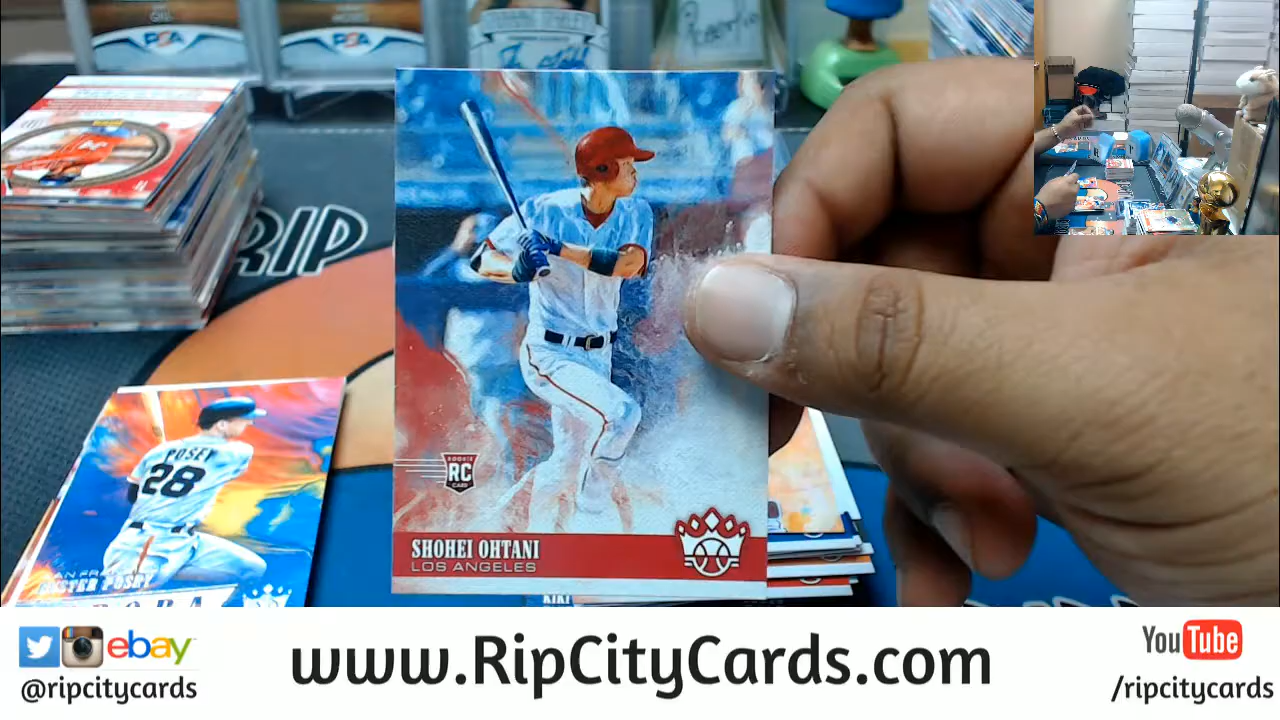 PSA
PSA
RIP
POSEY
28
BUSTER POSEY
ROOKIE
RC
CARD
SHOHEI OHTANI
LOS ANGELES
KIKI
ebay
@ripcitycards
www.RipCityCards.com
YouTube
/ripcitycards